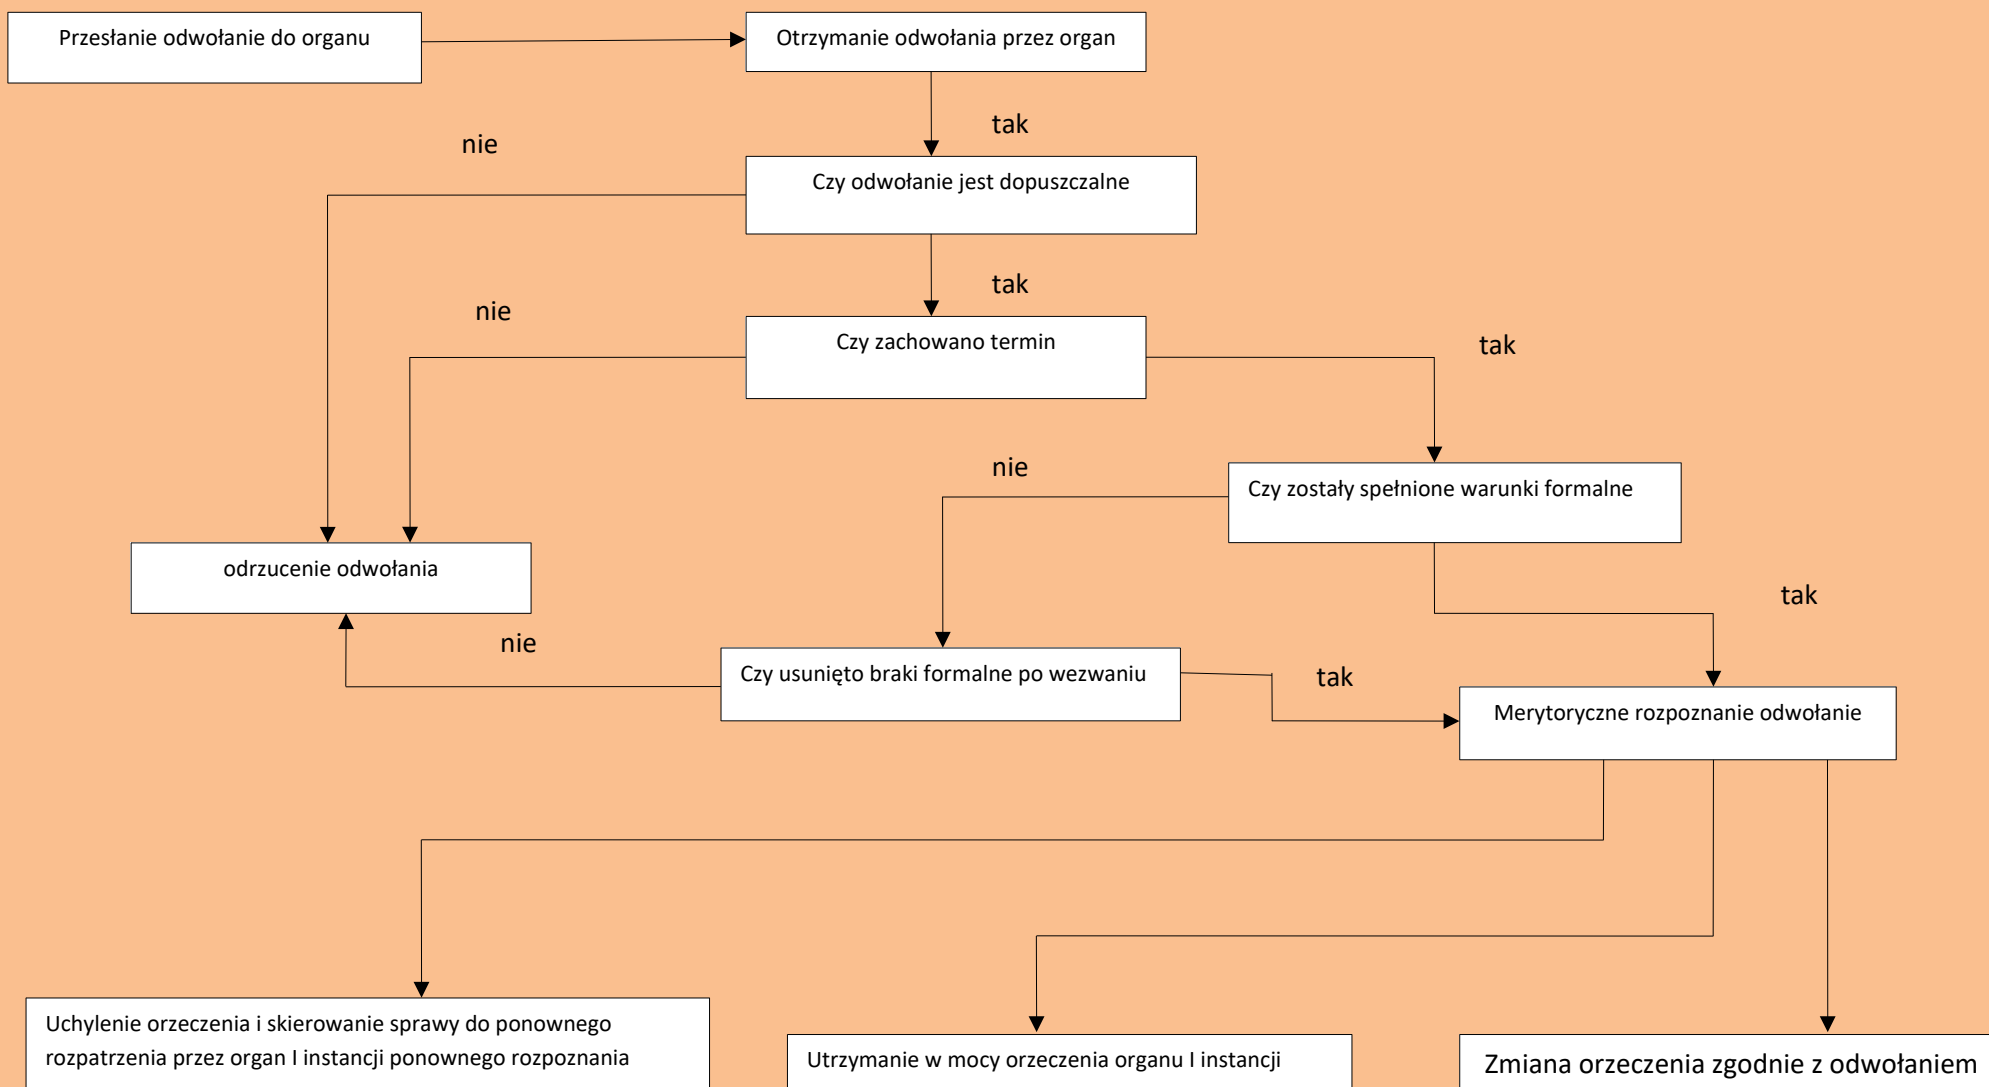 Przesłanie odwołanie do organu
Otrzymanie odwołania przez organ
tak
nie
Czy odwołanie jest dopuszczalne
tak
nie
Czy zachowano termin
tak
nie
Czy zostały spełnione warunki formalne
odrzucenie odwołania
tak
nie
Czy usunięto braki formalne po wezwaniu
tak
Merytoryczne rozpoznanie odwołanie
Uchylenie orzeczenia i skierowanie sprawy do ponownego
rozpatrzenia przez organ I instancji ponownego rozpoznania
Utrzymanie w mocy orzeczenia organu I instancji
Zmiana orzeczenia zgodnie z odwołaniem